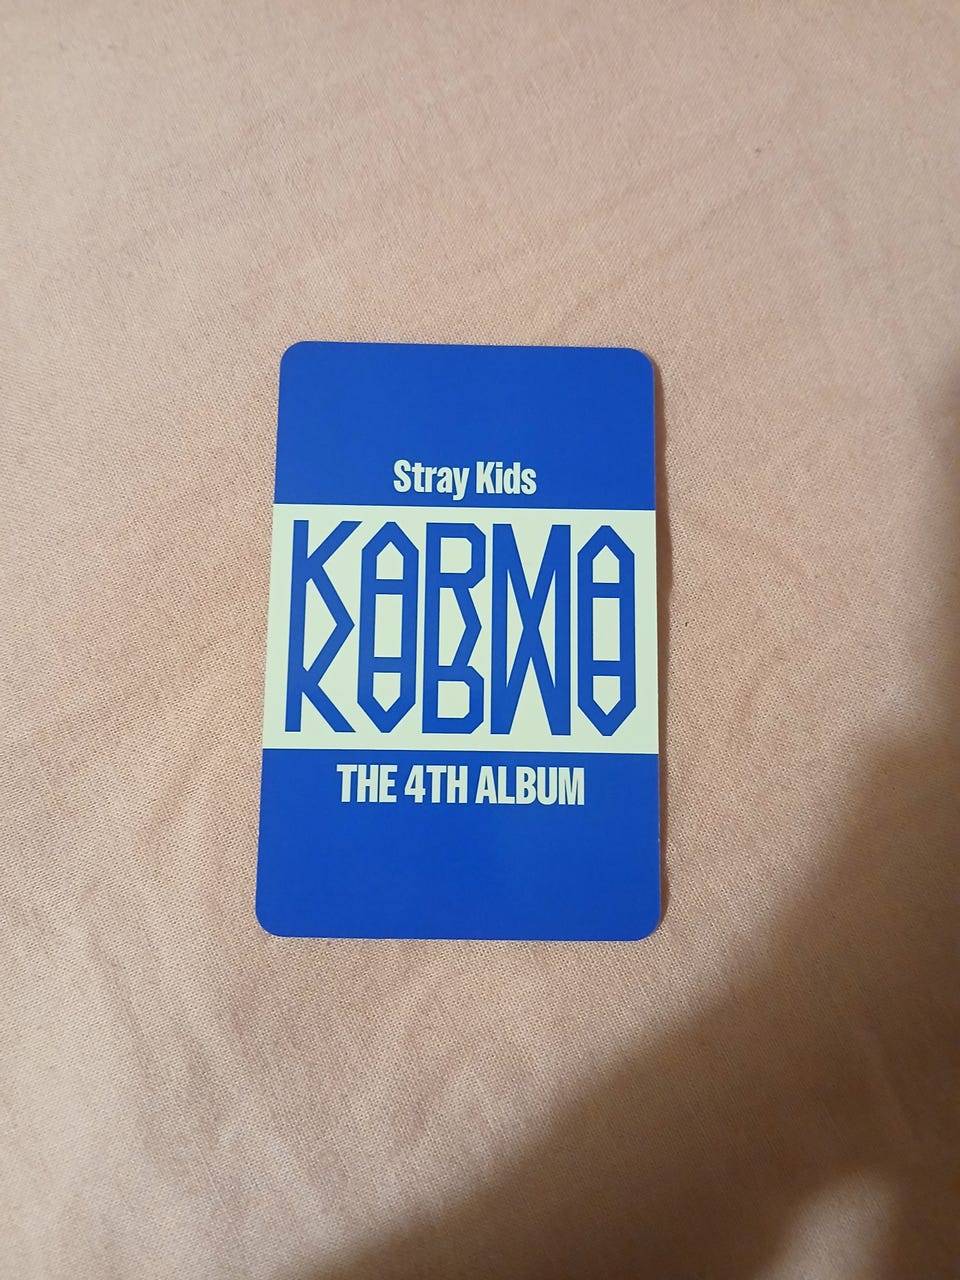 Stray Kids
KARMA
THE 4TH ALBUM